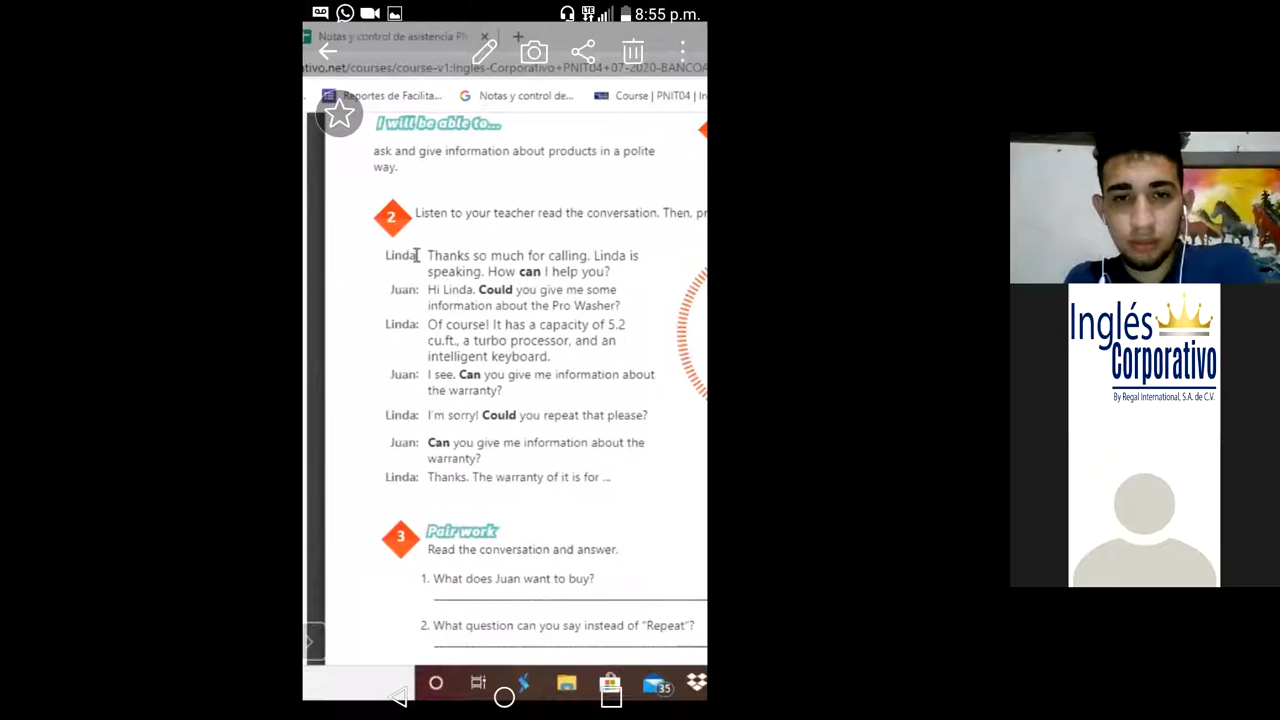 8:55 p.m.
Notas y control de asistencia PN
ativo.net/courses/course-v1:Ingles-Corporativo+PNIT04+07-2020-BANCOA
Reportes de Facilita... Notas y control de... Course | PNIT04 | In
I will be able to...
ask and give information about products in a polite
way.
2 Listen to your teacher read the conversation. Then, pr
Linda: Thanks so much for calling. Linda is
speaking. How can I help you?
Juan: Hi Linda. Could you give me some
information about the Pro Washer?
Linda: Of course! It has a capacity of 5.2
cu.ft., a turbo processor, and an
intelligent keyboard.
Juan: I see. Can you give me information about
the warranty?
Linda: I'm sorry! Could you repeat that please?
Juan: Can you give me information about the
warranty?
Linda: Thanks. The warranty of it is for ...
3 Pair work
Read the conversation and answer.
1. What does Juan want to buy?
2. What question can you say instead of "Repeat"?
35
Inglés
Corporativo
By Regal International, S.A. de C.V.